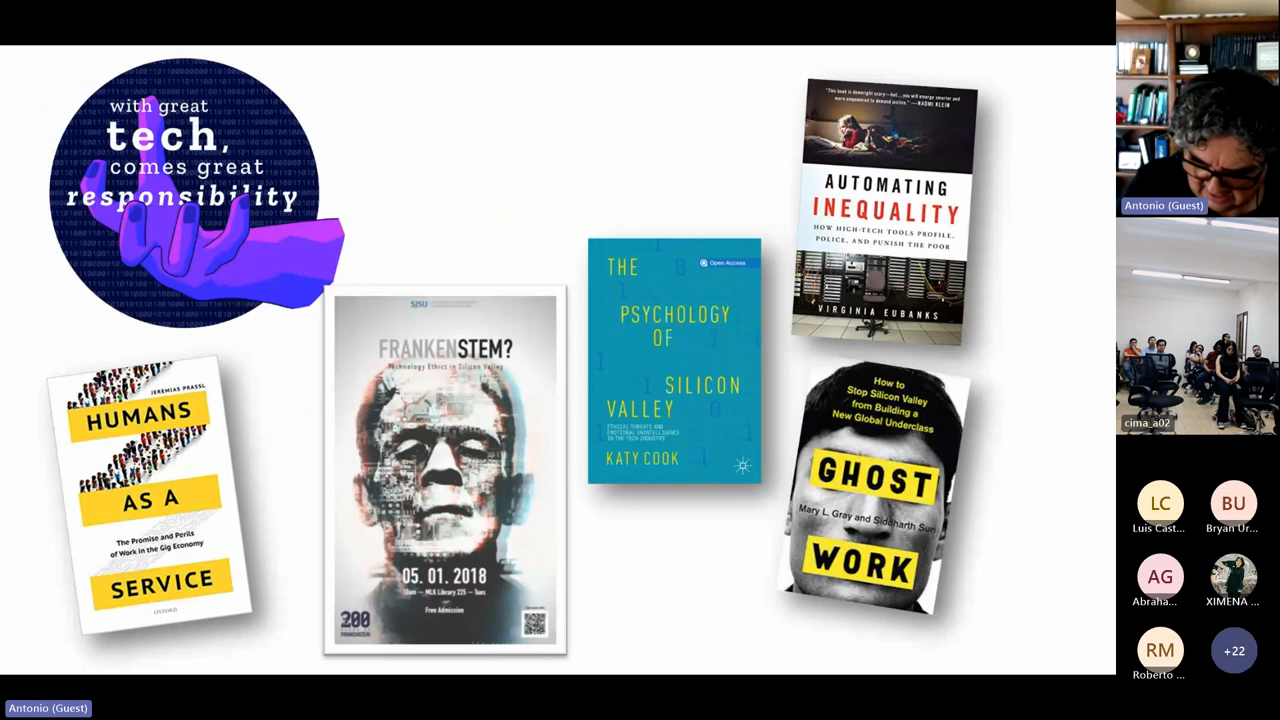 with great
tech,
comes great
responsibility
JEREMIAS PRASSL
HUMANS
AS A
The Promise and Perils
of Work in the Gig Economy
SERVICE
OXFORD
SJSU
FRANKENSTEM?
Technology Ethics in Silicon Valley
05. 01. 2018
10am — MLK Library 225 — Tues
Free Admission
200
THE
Open Access
PSYCHOLOGY
OF
SILICON
VALLEY
ETHICAL THREATS AND
EMOTIONAL UNINTELLIGENCE
IN THE TECH INDUSTRY
KATY COOK
"This book is downright scary—but... you will emerge smarter and
more empowered to demand justice." —NAOMI KLEIN
AUTOMATING
INEQUALITY
HOW HIGH-TECH TOOLS PROFILE,
POLICE, AND PUNISH THE POOR
VIRGINIA EUBANKS
How to
Stop Silicon Valley
from Building a
New Global Underclass
GHOST
Mary L. Gray and Siddharth Suri
WORK
Antonio (Guest)
cima_a02
LC
Luis Cast...
BU
Bryan Ur...
AG
Abraha...
XIMENA ...
RM
Roberto ...
+22
Antonio (Guest)